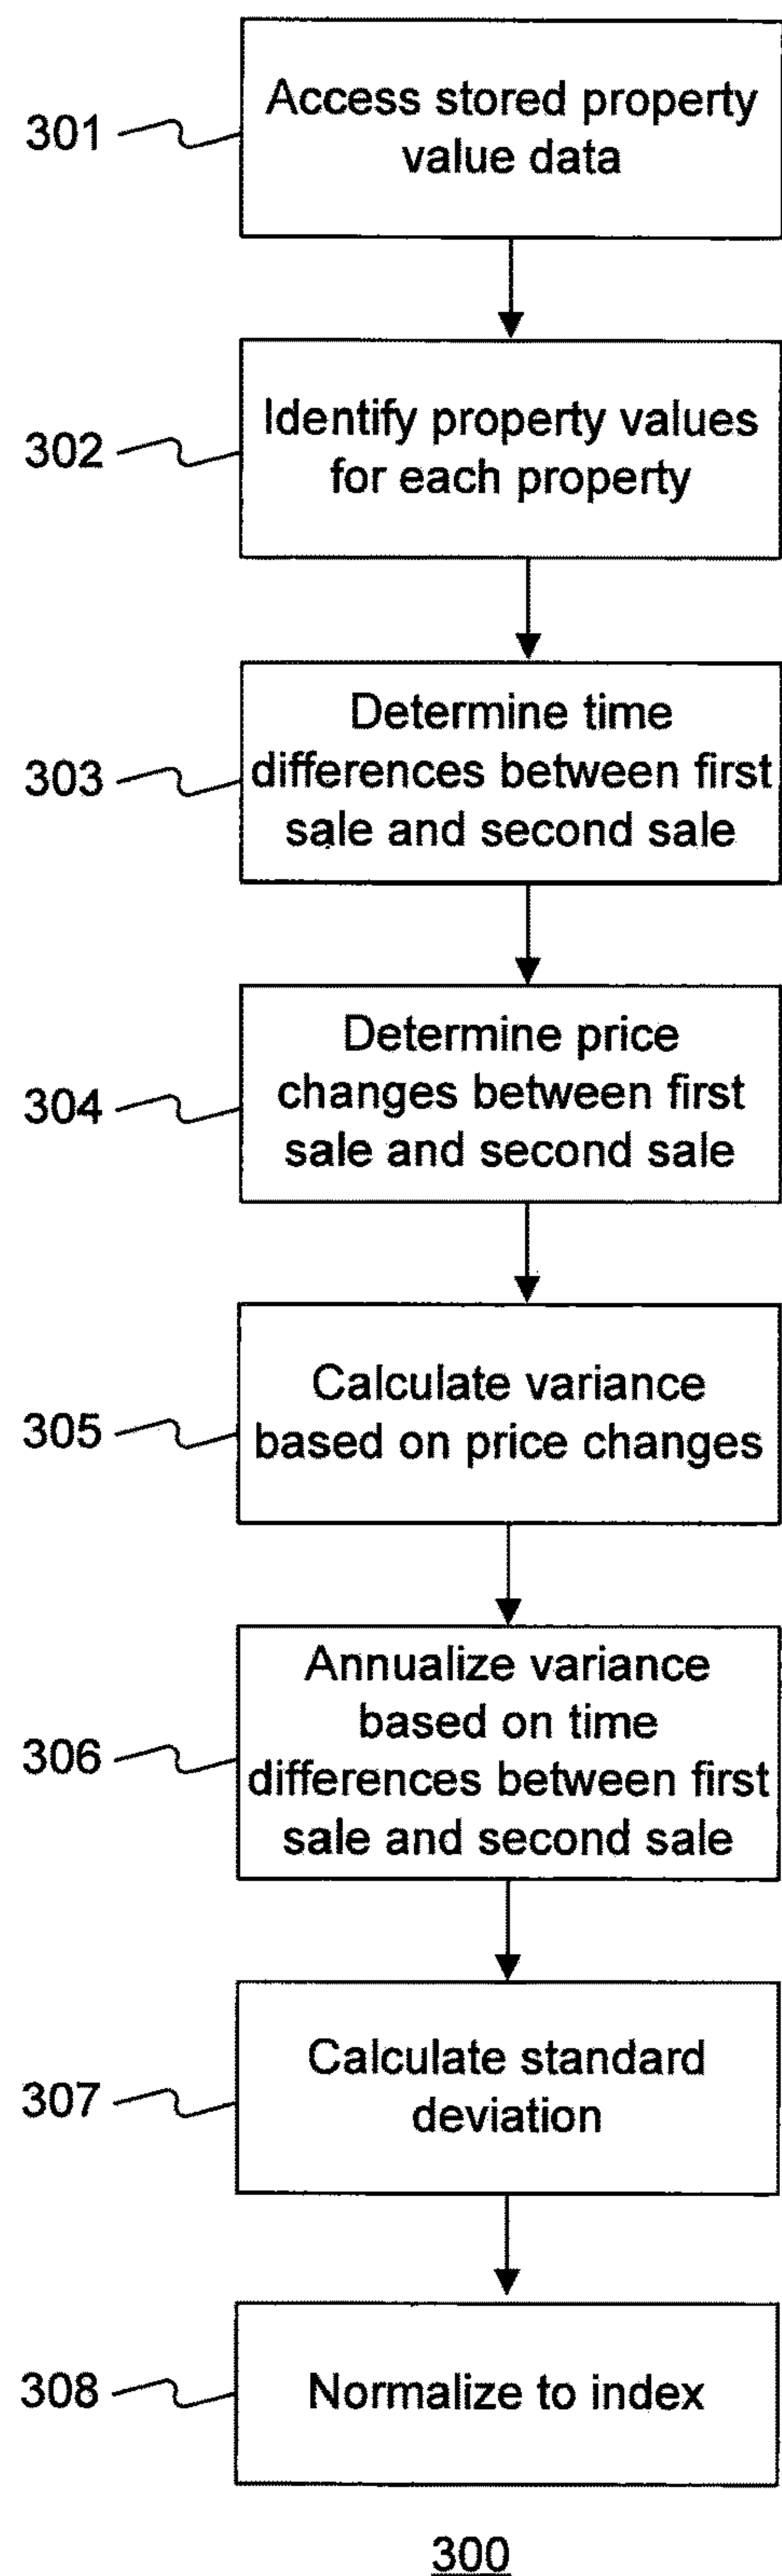 301
Access stored property
value data
302
Identify property values
for each property
303
Determine time
differences between first
sale and second sale
304
Determine price
changes between first
sale and second sale
305
Calculate variance
based on price changes
306
Annualize variance
based on time
differences between first
sale and second sale
307
Calculate standard
deviation
308
Normalize to index
300